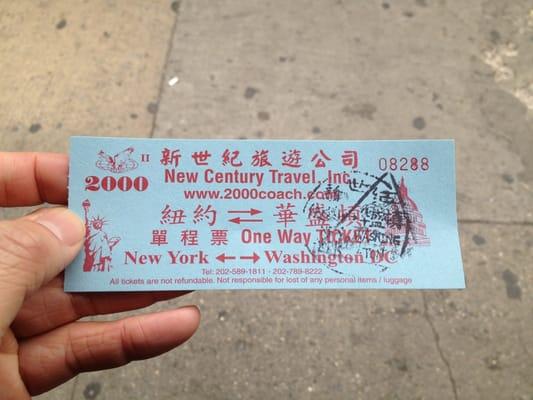 II 新世紀旅遊公司 08288
2000 New Century Travel, Inc.
www.2000coach.com
紐約 ⇌ 華盛頓
單程票 One Way TICKET
New York ←→ Washington DC
Tel: 202-589-1811 · 202-789-8222
All tickets are not refundable. Not responsible for lost of any personal items / luggage